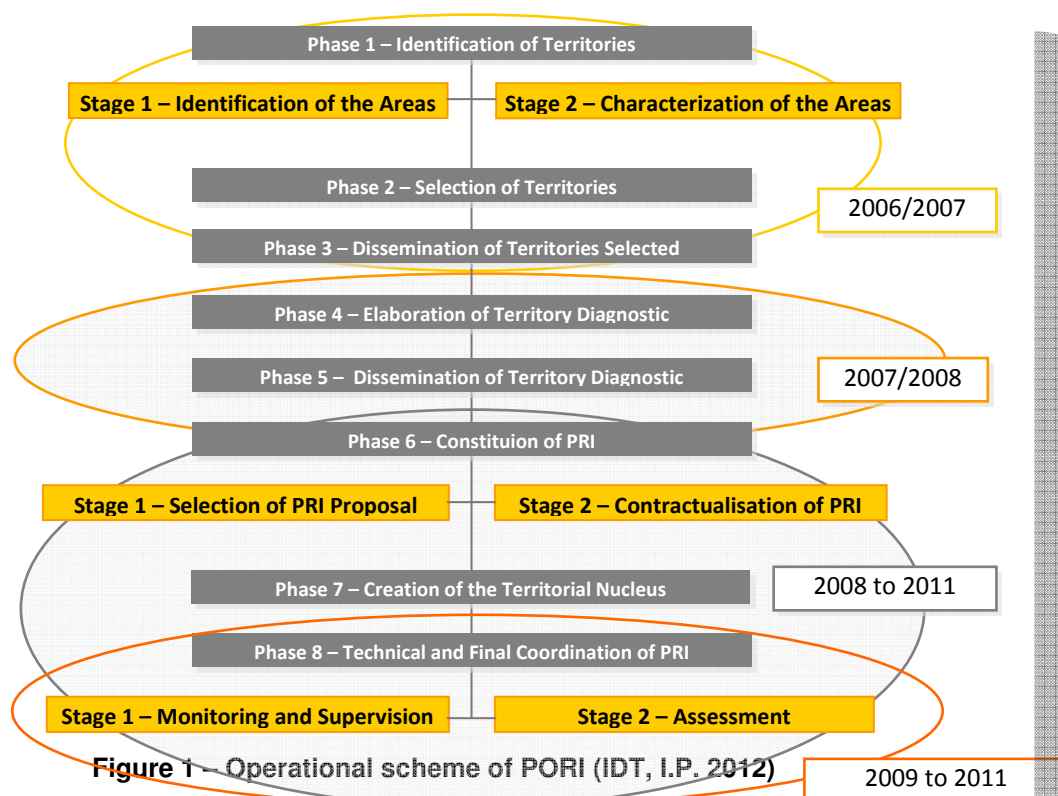 Phase 1 – Identification of Territories
Stage 1 – Identification of the Areas
Stage 2 – Characterization of the Areas
Phase 2 – Selection of Territories
2006/2007
Phase 3 – Dissemination of Territories Selected
Phase 4 – Elaboration of Territory Diagnostic
Phase 5 – Dissemination of Territory Diagnostic
2007/2008
Phase 6 – Constituion of PRI
Stage 1 – Selection of PRI Proposal
Stage 2 – Contractualisation of PRI
Phase 7 – Creation of the Territorial Nucleus
2008 to 2011
Phase 8 – Technical and Final Coordination of PRI
Stage 1 – Monitoring and Supervision
Stage 2 – Assessment
Figure 1 – Operational scheme of PORI (IDT, I.P. 2012)
2009 to 2011